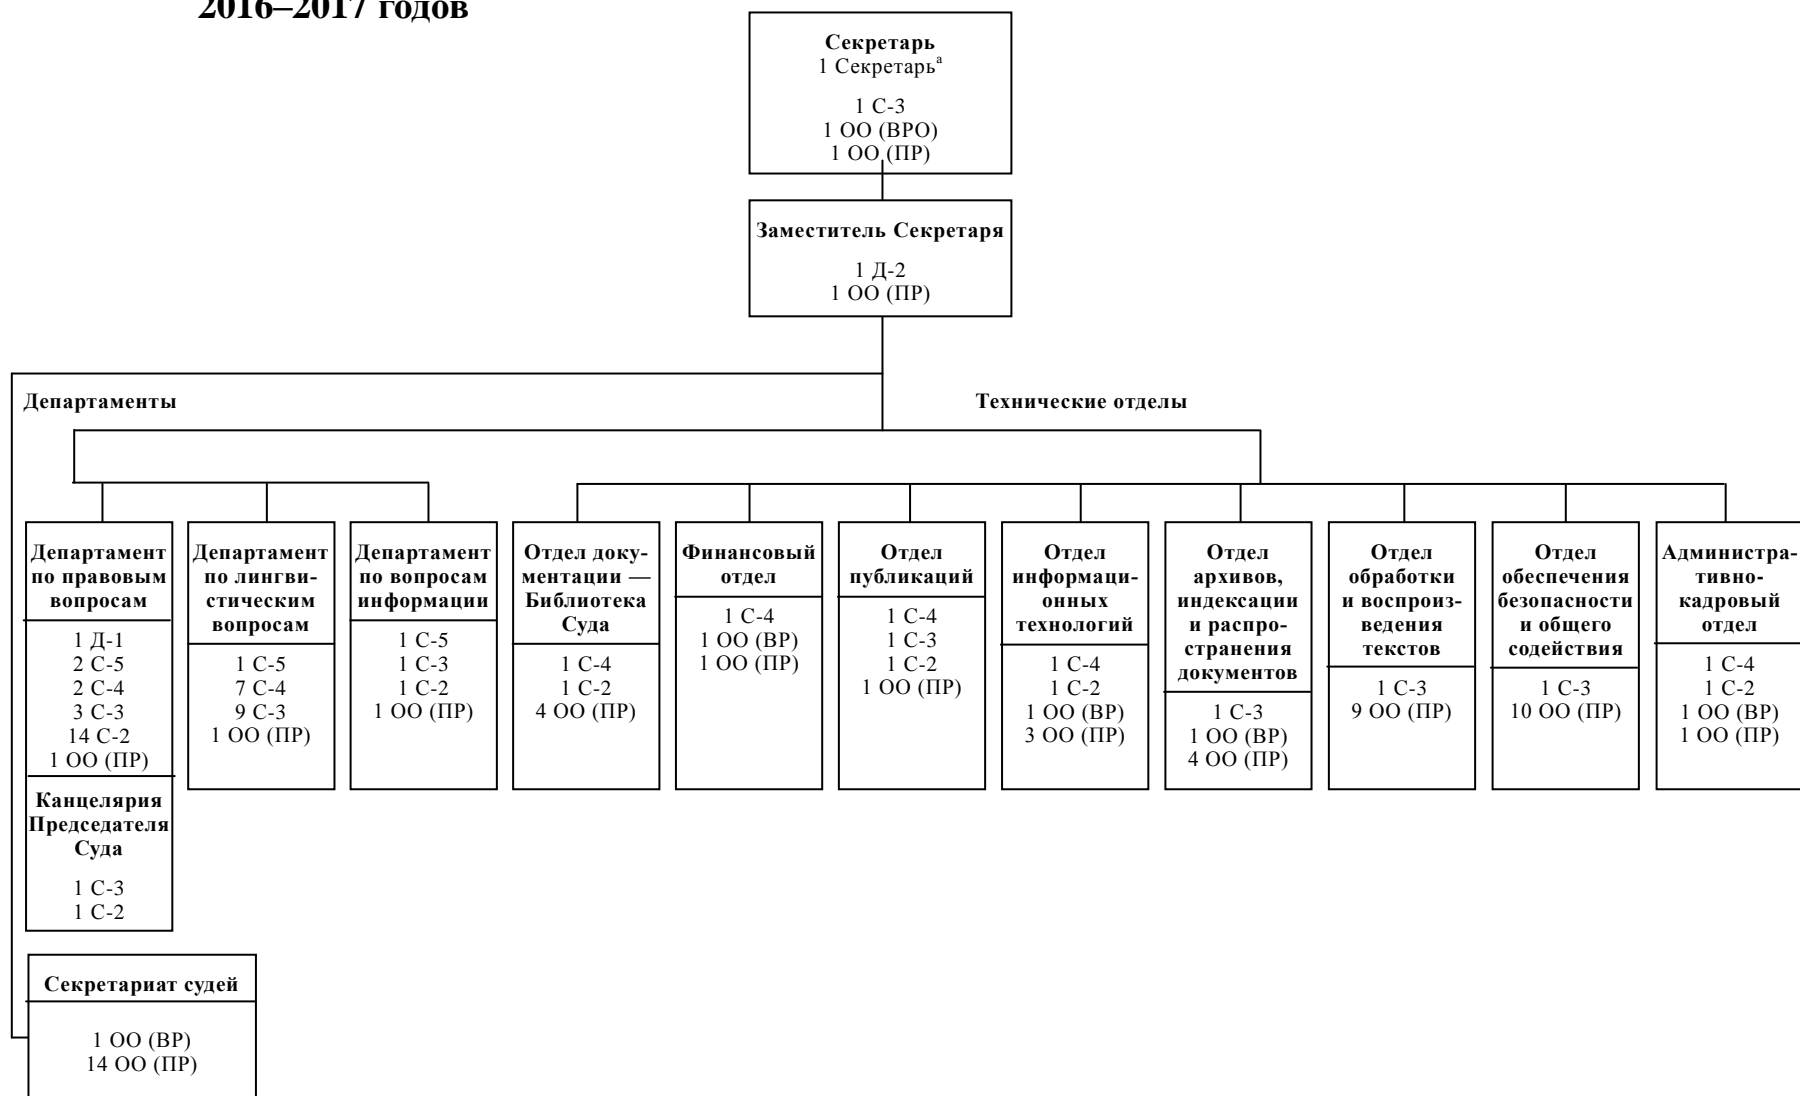 2016–2017 годов
Секретарь
1 Секретарьª
1 С-3
1 ОО (ВРО)
1 ОО (ПР)
Заместитель Секретаря
1 Д-2
1 ОО (ПР)
Департаменты
Технические отделы
Департамент
по правовым
вопросам
1 Д-1
2 С-5
2 С-4
3 С-3
14 С-2
1 ОО (ПР)
Канцелярия
Председателя
Суда
1 С-3
1 С-2
Департамент
по лингви-
стическим
вопросам
1 С-5
7 С-4
9 С-3
1 ОО (ПР)
Департамент
по вопросам
информации
1 С-5
1 С-3
1 С-2
1 ОО (ПР)
Отдел доку-
ментации —
Библиотека
Суда
1 С-4
1 С-2
4 ОО (ПР)
Финансовый
отдел
1 С-4
1 ОО (ВР)
1 ОО (ПР)
Отдел
публикаций
1 С-4
1 С-3
1 С-2
1 ОО (ПР)
Отдел
информаци-
онных
технологий
1 С-4
1 С-2
1 ОО (ВР)
3 ОО (ПР)
Отдел
архивов,
индексации
и распро-
странения
документов
1 С-3
1 ОО (ВР)
4 ОО (ПР)
Отдел
обработки
и воспроиз-
ведения
текстов
1 С-3
9 ОО (ПР)
Отдел
обеспечения
безопасности
и общего
содействия
1 С-3
10 ОО (ПР)
Администра-
тивно-
кадровый
отдел
1 С-4
1 С-2
1 ОО (ВР)
1 ОО (ПР)
Секретариат судей
1 ОО (ВР)
14 ОО (ПР)